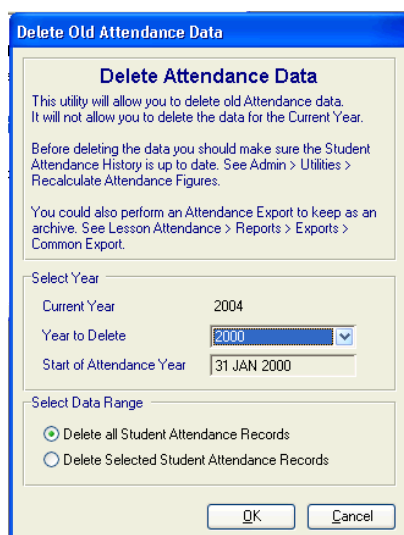 Delete Old Attendance Data
Delete Attendance Data
This utility will allow you to delete old Attendance data.
It will not allow you to delete the data for the Current Year.
Before deleting the data you should make sure the Student
Attendance History is up to date. See Admin > Utilities >
Recalculate Attendance Figures.
You could also perform an Attendance Export to keep as an
archive. See Lesson Attendance > Reports > Exports >
Common Export.
Select Year
Current Year 2004
Year to Delete 2000
Start of Attendance Year 31 JAN 2000
Select Data Range
Delete all Student Attendance Records
Delete Selected Student Attendance Records
OK Cancel